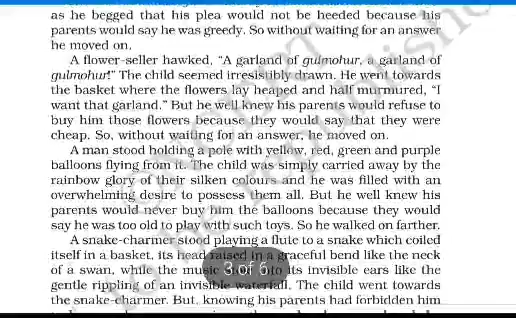 as he begged that his plea would not be heeded because his
parents would say he was greedy. So without waiting for an answer
he moved on.
A flower-seller hawked, “A garland of gulmohur, a garland of
gulmohur!” The child seemed irresistibly drawn. He went towards
the basket where the flowers lay heaped and half murmured, “I
want that garland.” But he well knew his parents would refuse to
buy him those flowers because they would say that they were
cheap. So, without waiting for an answer, he moved on.
A man stood holding a pole with yellow, red, green and purple
balloons flying from it. The child was simply carried away by the
rainbow glory of their silken colours and he was filled with an
overwhelming desire to possess them all. But he well knew his
parents would never buy him the balloons because they would
say he was too old to play with such toys. So he walked on farther.
A snake-charmer stood playing a flute to a snake which coiled
itself in a basket, its head raised in a graceful bend like the neck
of a swan, while the music 3 of 6 into its invisible ears like the
gentle rippling of an invisible waterfall. The child went towards
the snake-charmer. But, knowing his parents had forbidden him